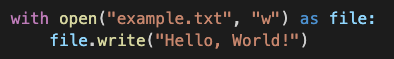 with open("example.txt", "w") as file:
    file.write("Hello, World!")